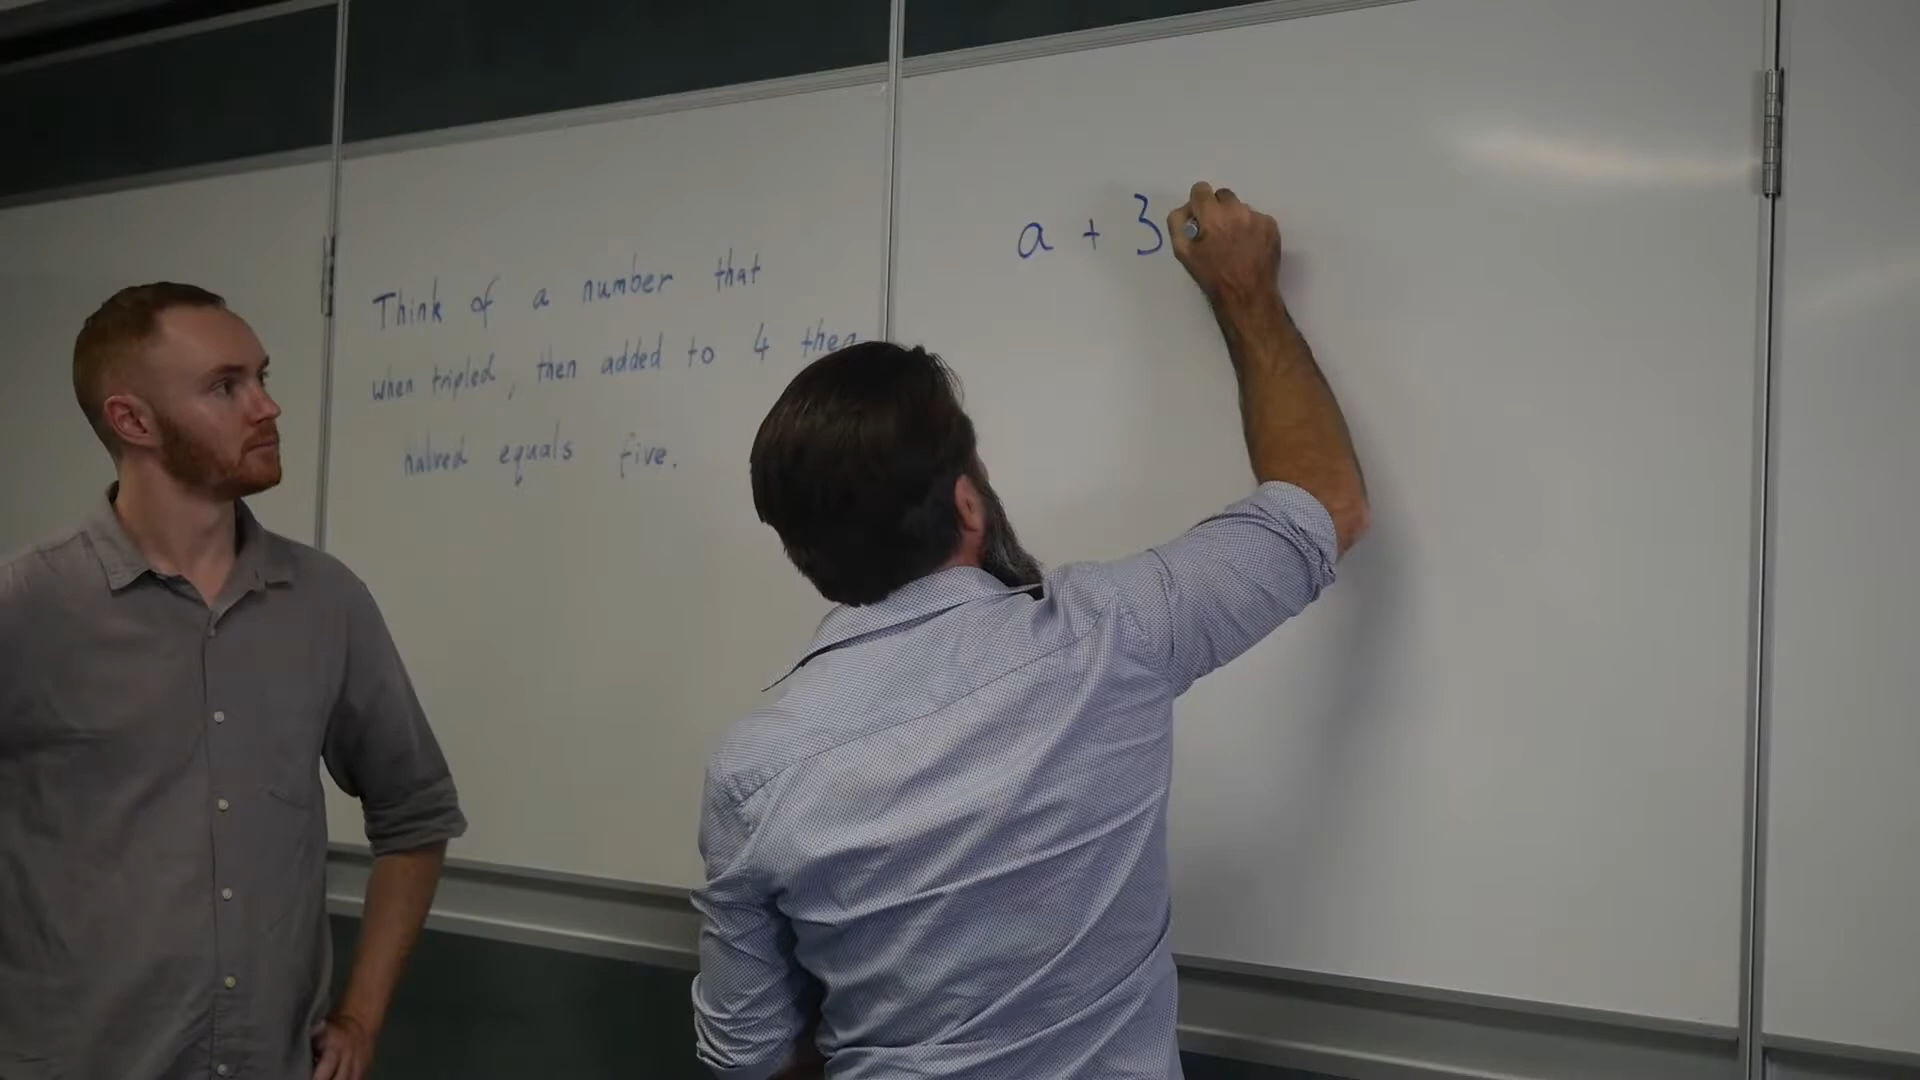 Think of a number that
when tripled, then added to 4 then
halved equals five.
a + 3